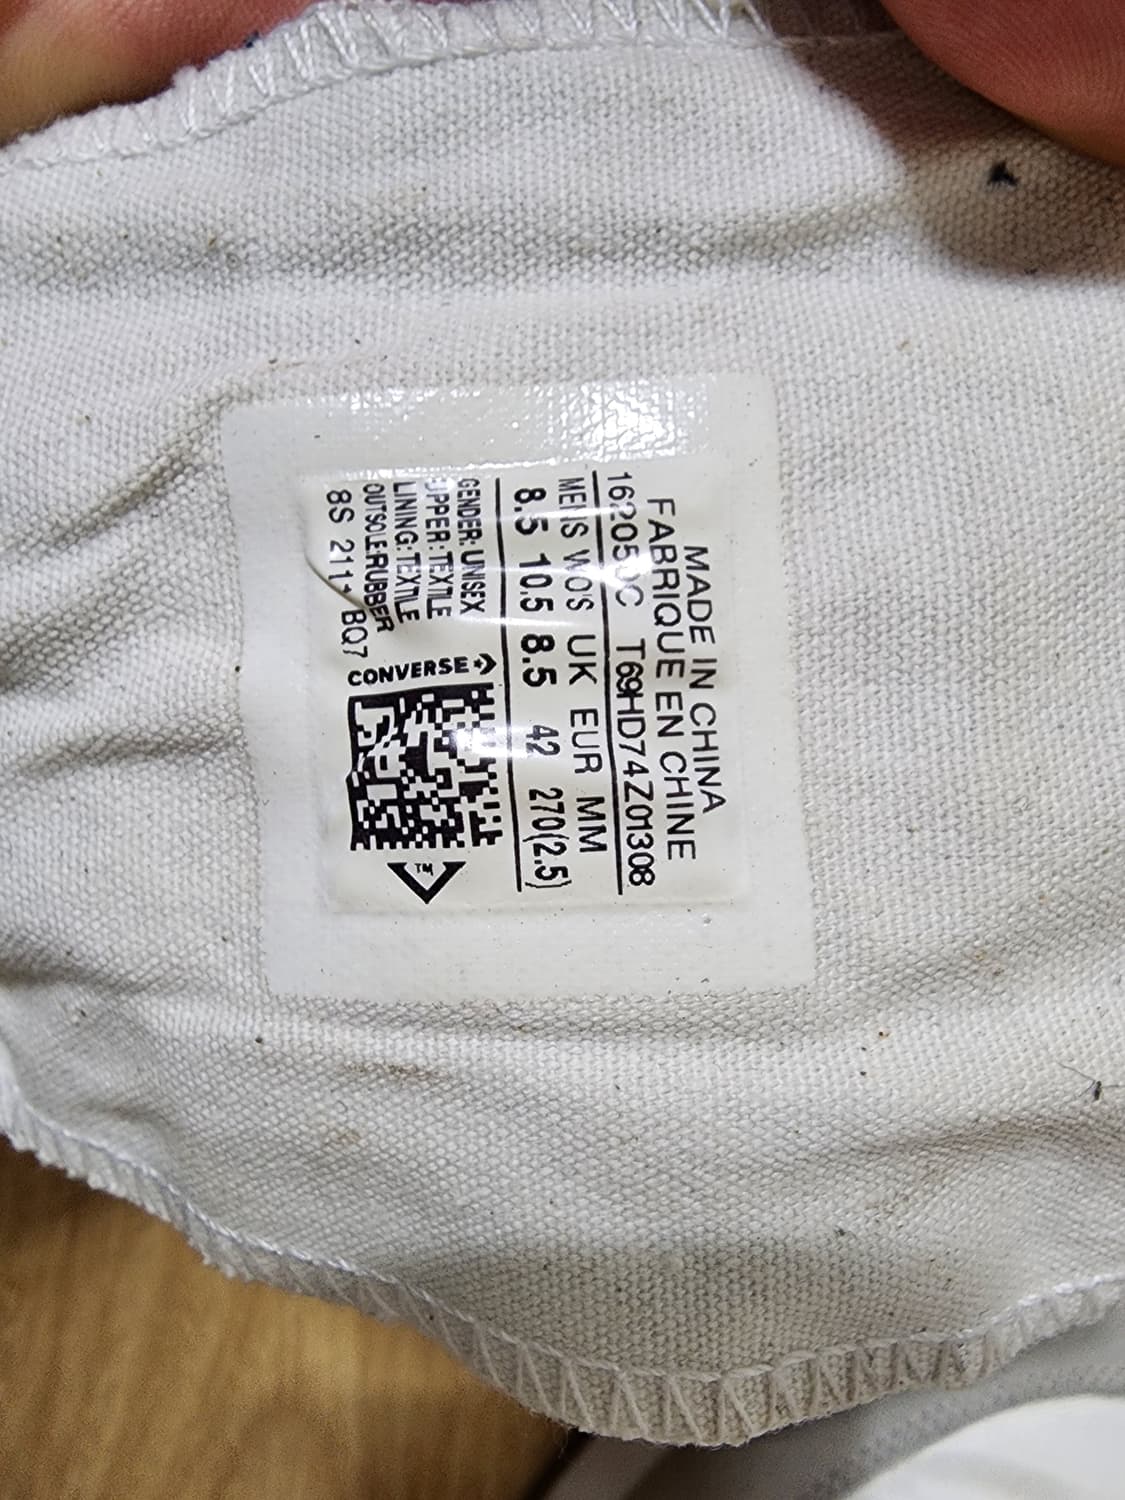 MADE IN CHINA
FABRIQUE EN CHINE
162050C T69HD74Z01308
MENS WO'S UK EUR MM
8.5 10.5 8.5 42 270(2.5)
GENDER: UNISEX
UPPER: TEXTILE
LINING: TEXTILE
OUTSOLE:RUBBER
8S 211* BQ7
CONVERSE
TM